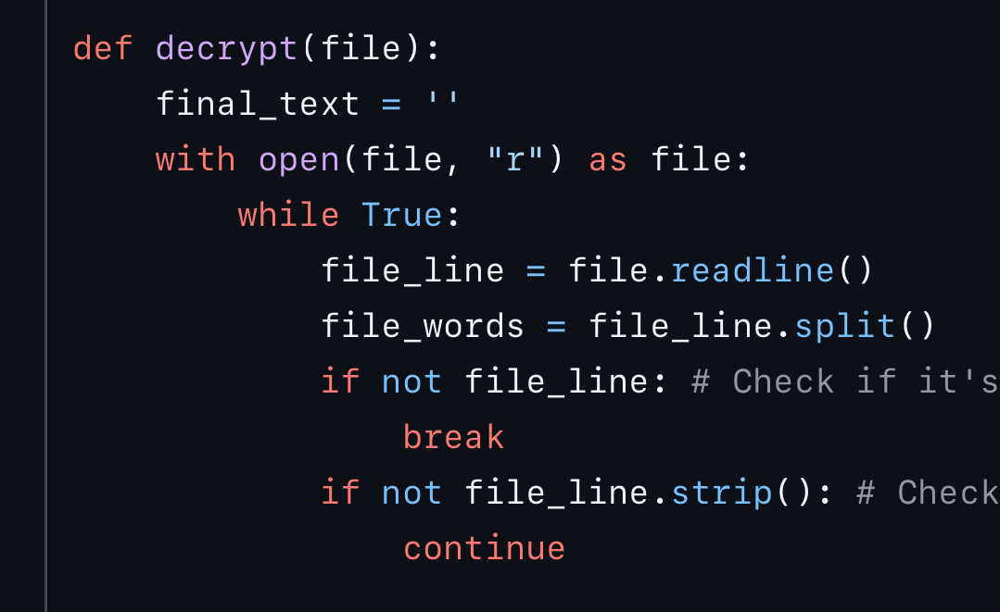 def decrypt(file):
    final_text = ''
    with open(file, "r") as file:
        while True:
            file_line = file.readline()
            file_words = file_line.split()
            if not file_line: # Check if it's
                break
            if not file_line.strip(): # Check
                continue